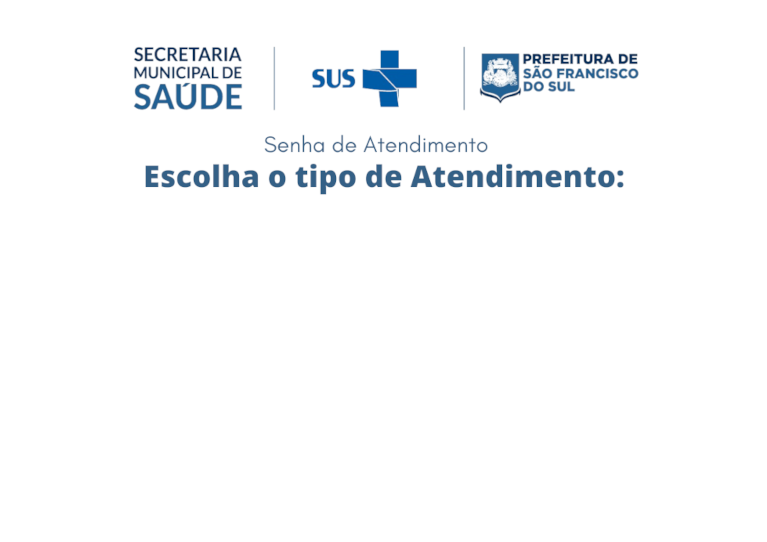 SECRETARIA
MUNICIPAL DE
SAÚDE
SUS
PREFEITURA DE
SÃO FRANCISCO
DO SUL
Senha de Atendimento
Escolha o tipo de Atendimento: